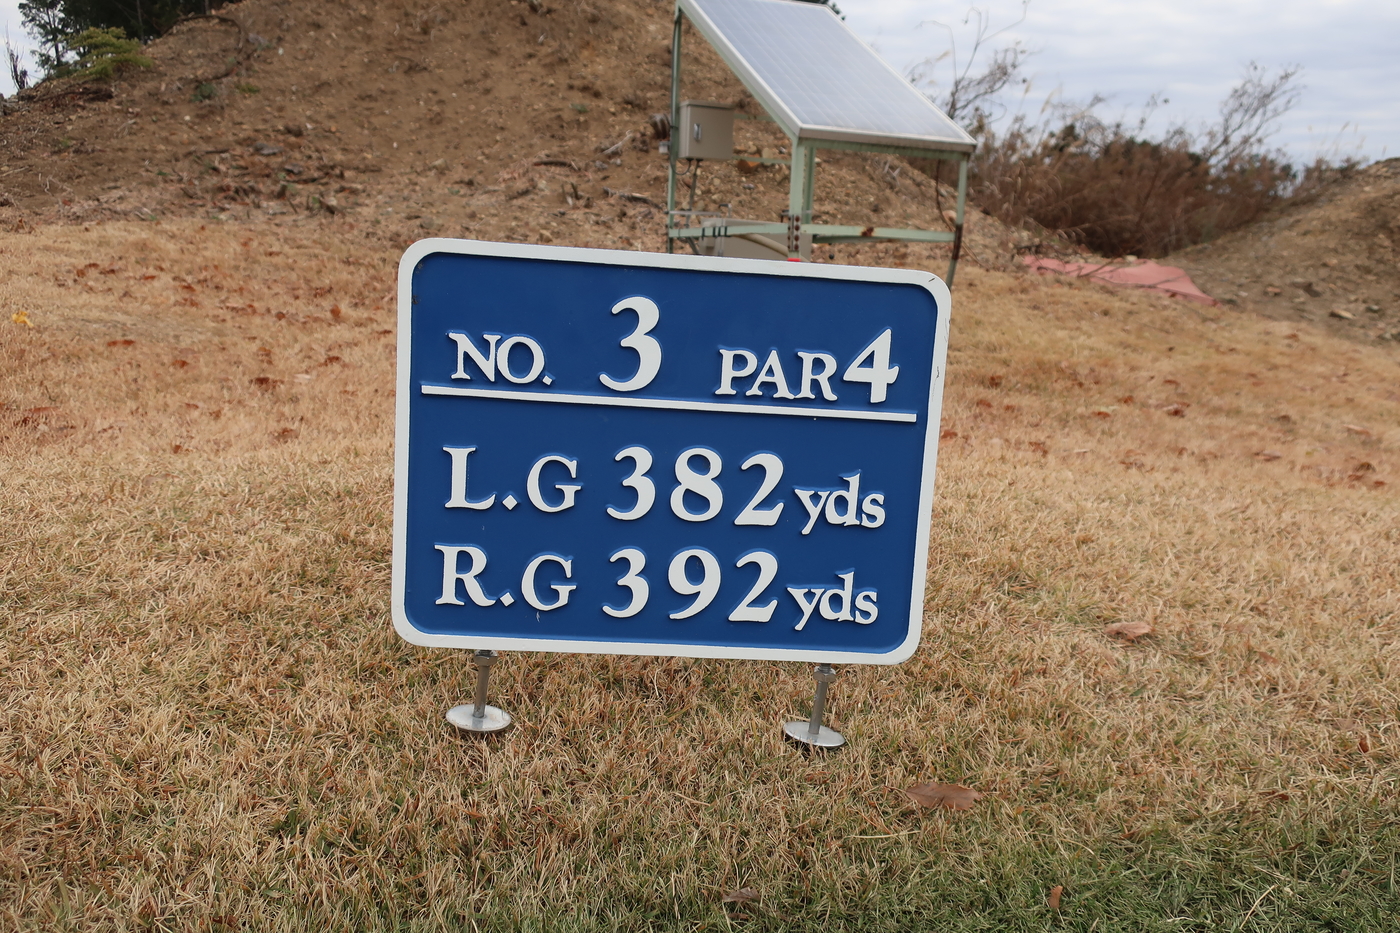 NO. 3 PAR 4
L.G 382 yds
R.G 392 yds